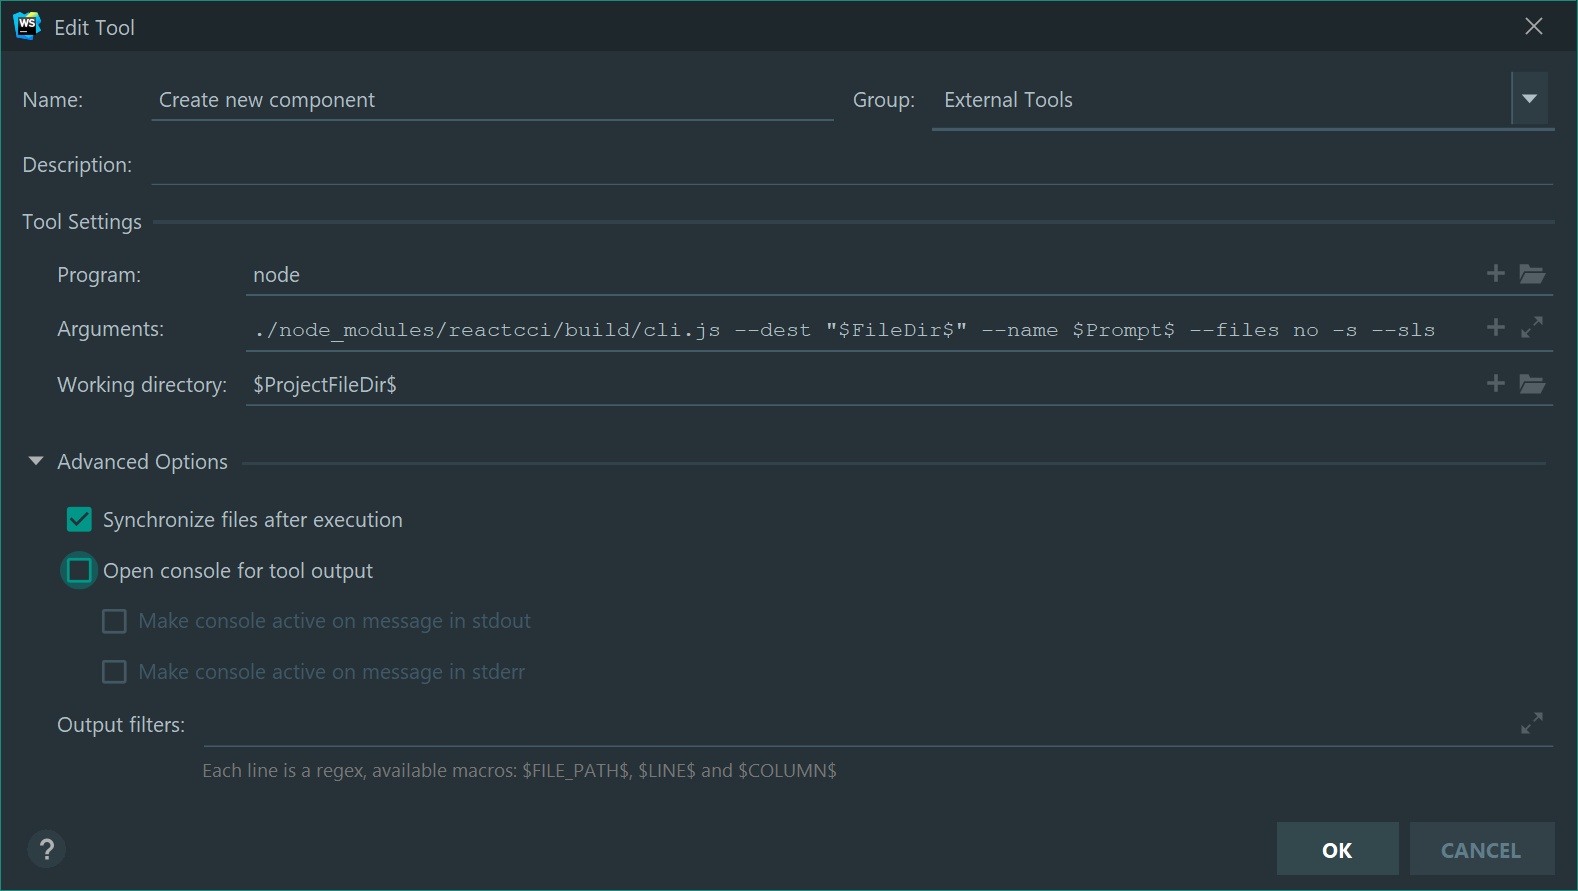 WS Edit Tool
Name: Create new component Group: External Tools
Description:
Tool Settings
Program: node
Arguments: ./node_modules/reactcci/build/cli.js --dest "$FileDir$" --name $Prompt$ --files no -s --sls
Working directory: $ProjectFileDir$
Advanced Options
Synchronize files after execution
Open console for tool output
Make console active on message in stdout
Make console active on message in stderr
Output filters:
Each line is a regex, available macros: $FILE_PATH$, $LINE$ and $COLUMN$
? OK CANCEL